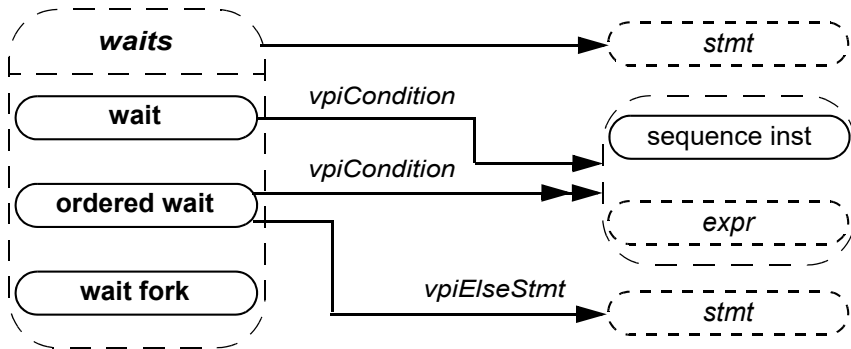 waits
stmt
vpiCondition
wait
sequence inst
vpiCondition
ordered wait
expr
wait fork
vpiElseStmt
stmt